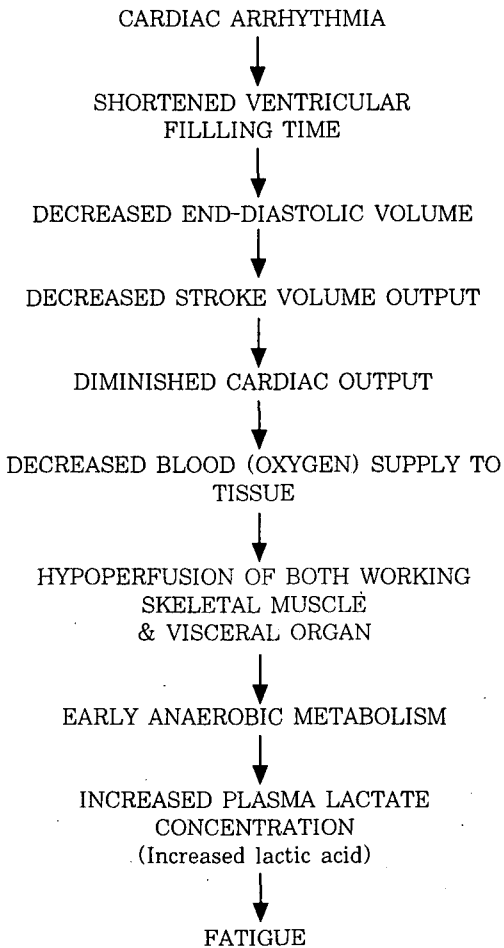 CARDIAC ARRHYTHMIA
SHORTENED VENTRICULAR
FILLLING TIME
DECREASED END-DIASTOLIC VOLUME
DECREASED STROKE VOLUME OUTPUT
DIMINISHED CARDIAC OUTPUT
DECREASED BLOOD (OXYGEN) SUPPLY TO
TISSUE
HYPOPERFUSION OF BOTH WORKING
SKELETAL MUSCLE
& VISCERAL ORGAN
EARLY ANAEROBIC METABOLISM
INCREASED PLASMA LACTATE
CONCENTRATION
(Increased lactic acid)
FATIGUE